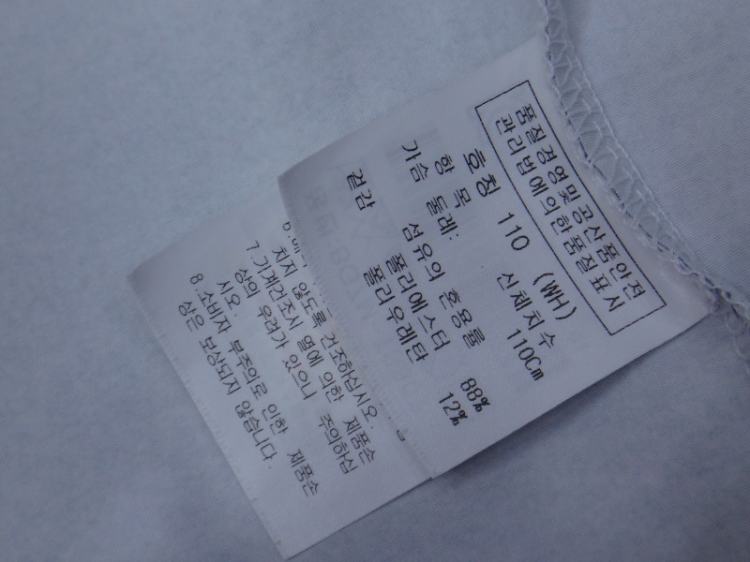 품질경영및공산품안전
관리법에의한품질표시
호칭 110 (WH)
항 목 신체치수
가슴 둘레: 110Cm
섬유의 혼용률
겉감 폴리에스터 88%
폴리우레탄 12%
6.
치지 않도록 건조하십시오.
7.기계건조시 열에 의한 제품손
상의 우려가 있으니 주의하십
시오.
8.소비자 부주의로 인한 제품손
상은 보상되지 않습니다.